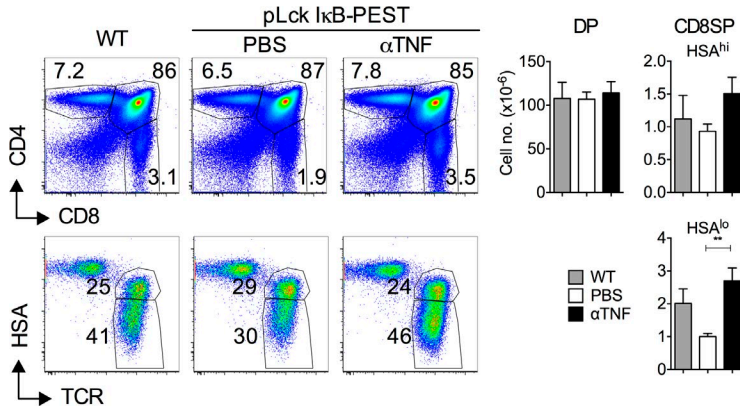 pLck IκB-PEST
WT
PBS
αTNF
7.2
86
6.5
87
7.8
85
3.1
1.9
3.5
CD4
CD8
25
41
29
30
24
46
HSA
TCR
DP
Cell no. (x10⁻⁶)
150
100
50
0
CD8SP
HSAʰⁱ
2.0
1.5
1.0
0.5
0.0
HSAˡᵒ
**
4
3
2
1
0
WT
PBS
αTNF